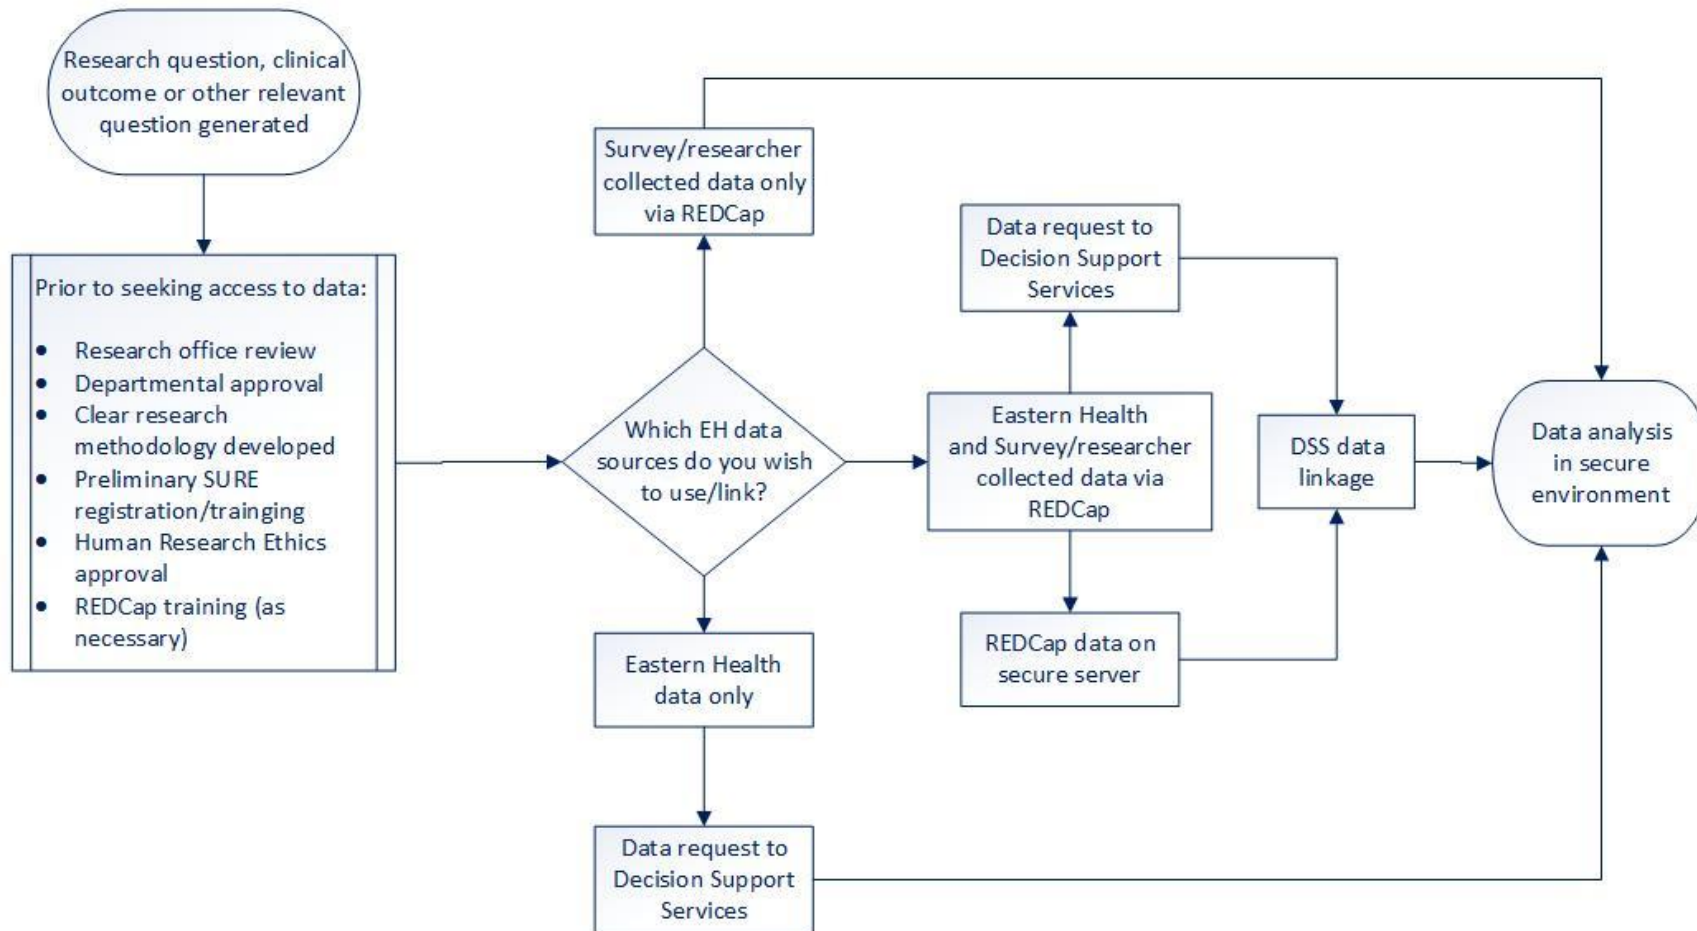 Research question, clinical
outcome or other relevant
question generated
Prior to seeking access to data:
● Research office review
● Departmental approval
● Clear research
methodology developed
● Preliminary SURE
registration/trainging
● Human Research Ethics
approval
● REDCap training (as
necessary)
Which EH data
sources do you wish
to use/link?
Survey/researcher
collected data only
via REDCap
Eastern Health
and Survey/researcher
collected data via
REDCap
Data request to
Decision Support
Services
REDCap data on
secure server
DSS data
linkage
Eastern Health
data only
Data request to
Decision Support
Services
Data analysis
in secure
environment